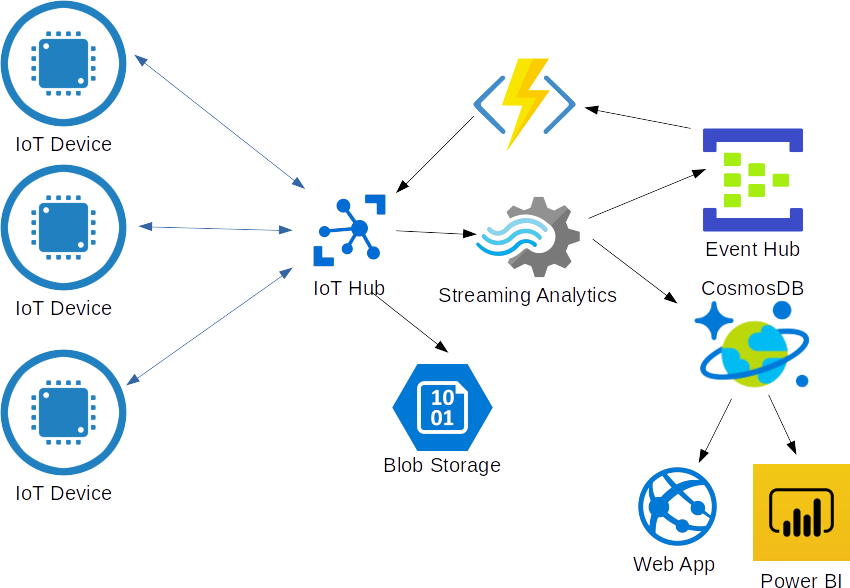 IoT Device
IoT Device
IoT Device
IoT Hub
Streaming Analytics
Event Hub
CosmosDB
10
01
Blob Storage
Web App
Power BI